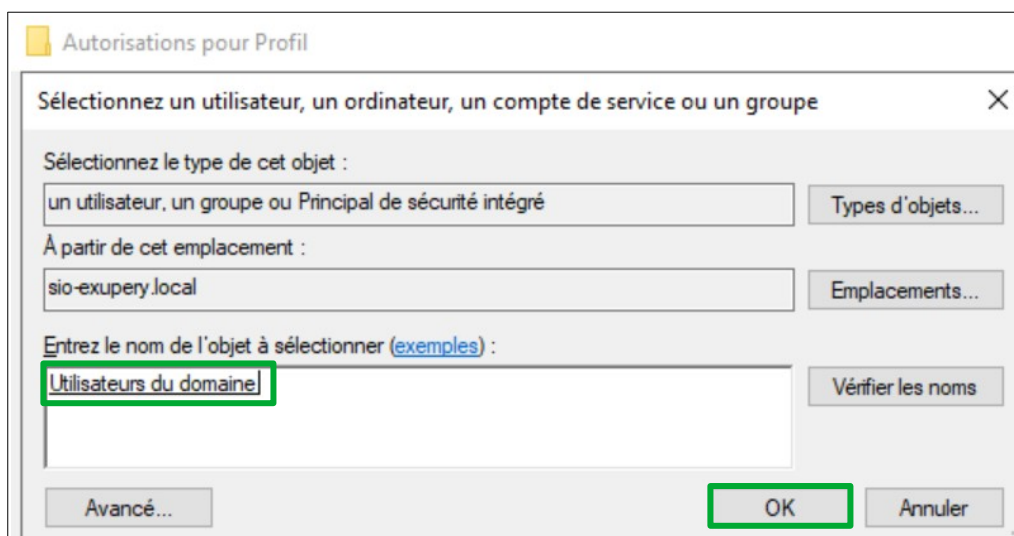 Autorisations pour Profil
Sélectionnez un utilisateur, un ordinateur, un compte de service ou un groupe
Sélectionnez le type de cet objet :
un utilisateur, un groupe ou Principal de sécurité intégré
Types d'objets...
À partir de cet emplacement :
sio-exupery.local
Emplacements...
Entrez le nom de l'objet à sélectionner (exemples) :
Utilisateurs du domaine
Vérifier les noms
Avancé...
OK
Annuler